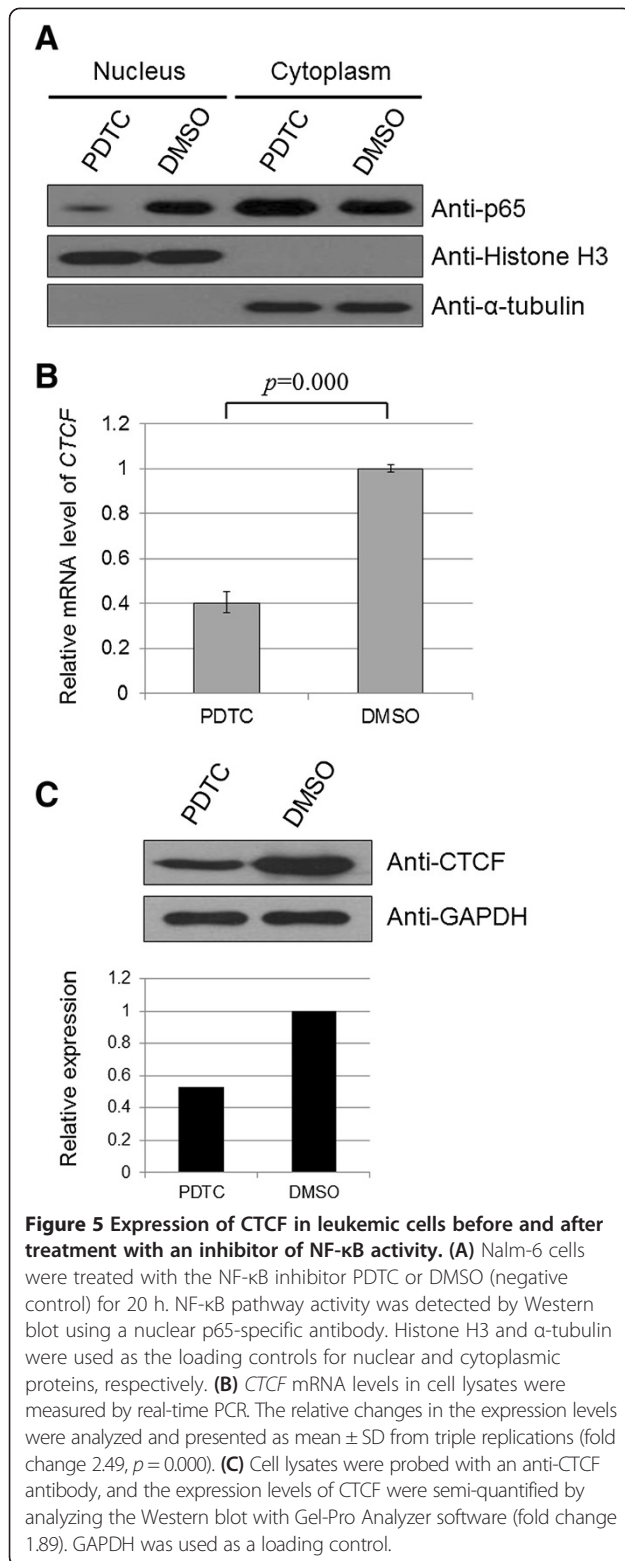 A
Nucleus Cytoplasm
PDTC DMSO PDTC DMSO
Anti-p65
Anti-Histone H3
Anti-α-tubulin
B
p=0.000
Relative mRNA level of CTCF
1.2
1
0.8
0.6
0.4
0.2
0
PDTC DMSO
C
PDTC DMSO
Anti-CTCF
Anti-GAPDH
Relative expression
1.2
1
0.8
0.6
0.4
0.2
0
PDTC DMSO
Figure 5 Expression of CTCF in leukemic cells before and after
treatment with an inhibitor of NF-κB activity. (A) Nalm-6 cells
were treated with the NF-κB inhibitor PDTC or DMSO (negative
control) for 20 h. NF-κB pathway activity was detected by Western
blot using a nuclear p65-specific antibody. Histone H3 and α-tubulin
were used as the loading controls for nuclear and cytoplasmic
proteins, respectively. (B) CTCF mRNA levels in cell lysates were
measured by real-time PCR. The relative changes in the expression levels
were analyzed and presented as mean ± SD from triple replications (fold
change 2.49, p = 0.000). (C) Cell lysates were probed with an anti-CTCF
antibody, and the expression levels of CTCF were semi-quantified by
analyzing the Western blot with Gel-Pro Analyzer software (fold change
1.89). GAPDH was used as a loading control.